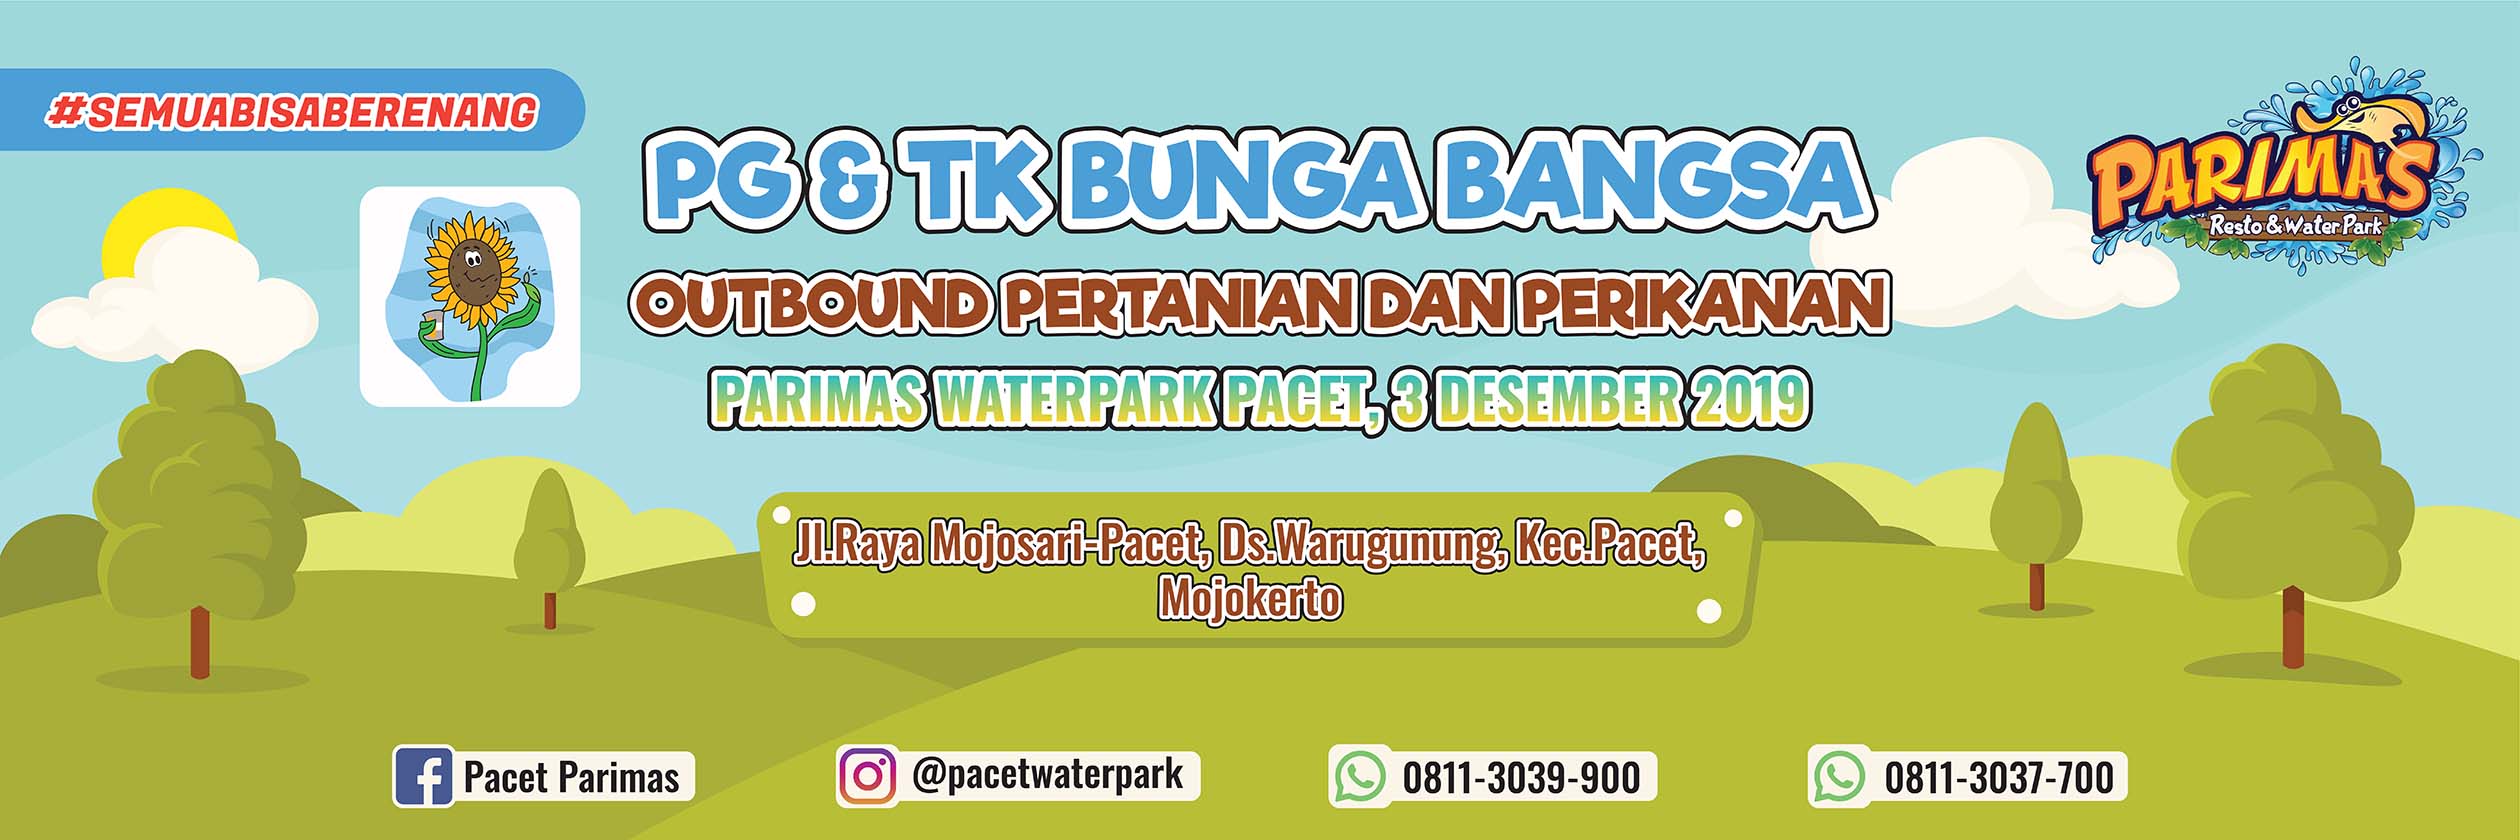 #SEMUABISABERENANG
PG & TK BUNGA BANGSA
PARIMAS
Resto & Water Park
OUTBOUND PERTANIAN DAN PERIKANAN
PARIMAS WATERPARK PACET, 3 DESEMBER 2019
Jl.Raya Mojosari-Pacet, Ds.Warugunung, Kec.Pacet,
Mojokerto
Pacet Parimas
@pacetwaterpark
0811-3039-900
0811-3037-700